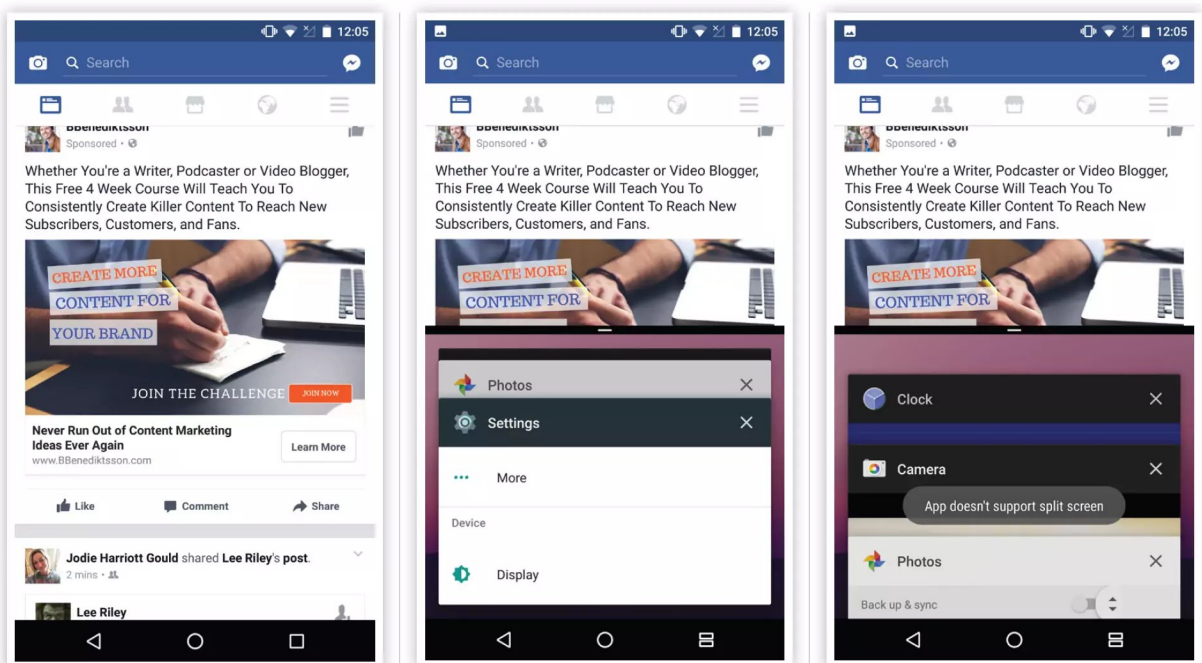 12:05
Search
BBenediktsson
Sponsored
Whether You're a Writer, Podcaster or Video Blogger,
This Free 4 Week Course Will Teach You To
Consistently Create Killer Content To Reach New
Subscribers, Customers, and Fans.
CREATE MORE
CONTENT FOR
YOUR BRAND
JOIN THE CHALLENGE
JOIN NOW
Never Run Out of Content Marketing
Ideas Ever Again
www.BBenediktsson.com
Learn More
Like Comment Share
Jodie Harriott Gould shared Lee Riley's post.
2 mins
Lee Riley
12:05
Search
BBenediktsson
Sponsored
Whether You're a Writer, Podcaster or Video Blogger,
This Free 4 Week Course Will Teach You To
Consistently Create Killer Content To Reach New
Subscribers, Customers, and Fans.
CREATE MORE
CONTENT FOR
Photos
Settings
More
Device
Display
12:05
Search
BBenediktsson
Sponsored
Whether You're a Writer, Podcaster or Video Blogger,
This Free 4 Week Course Will Teach You To
Consistently Create Killer Content To Reach New
Subscribers, Customers, and Fans.
CREATE MORE
CONTENT FOR
Clock
Camera
App doesn't support split screen
Photos
Back up & sync